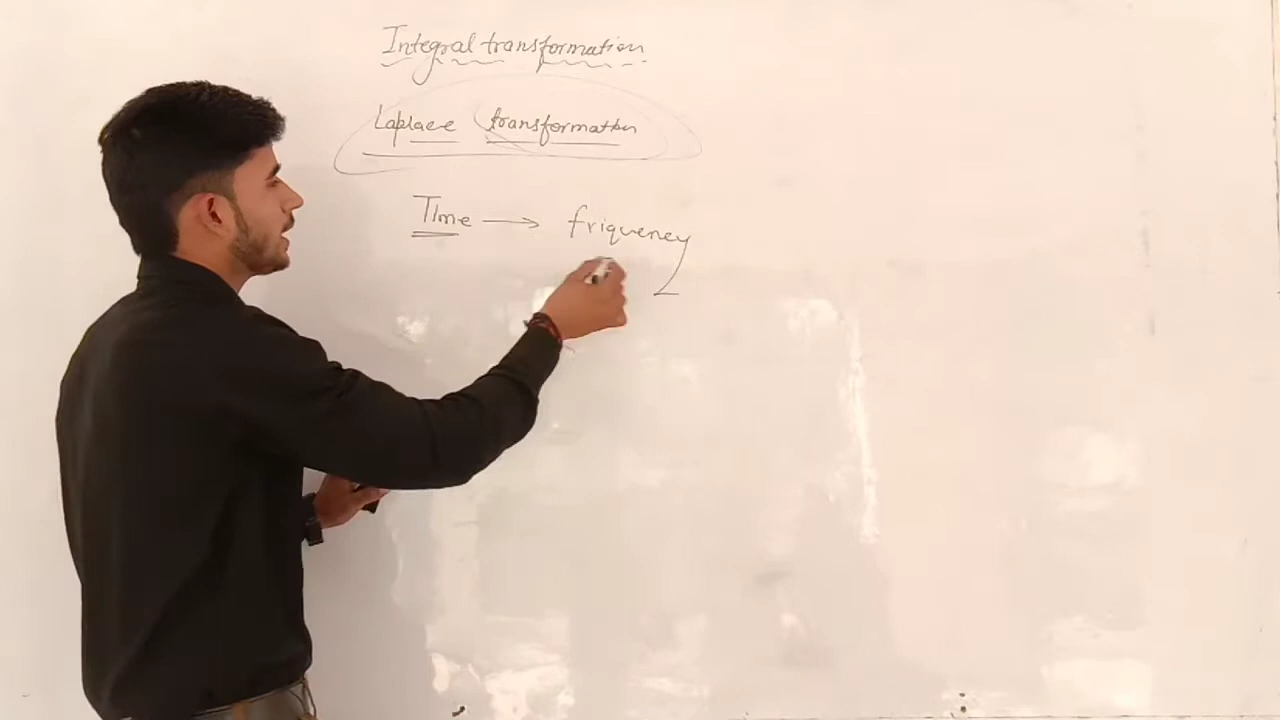 Integral transformation
Laplace transformation
Time → friquency